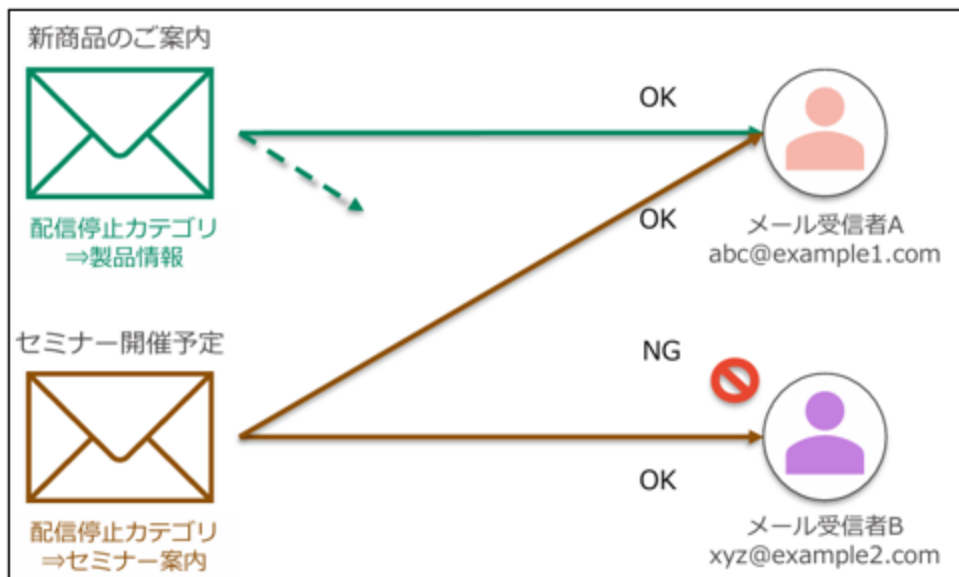 新商品のご案内
配信停止カテゴリ
⇒製品情報
OK
OK
メール受信者A
abc@example1.com
セミナー開催予定
配信停止カテゴリ
⇒セミナー案内
NG
OK
メール受信者B
xyz@example2.com